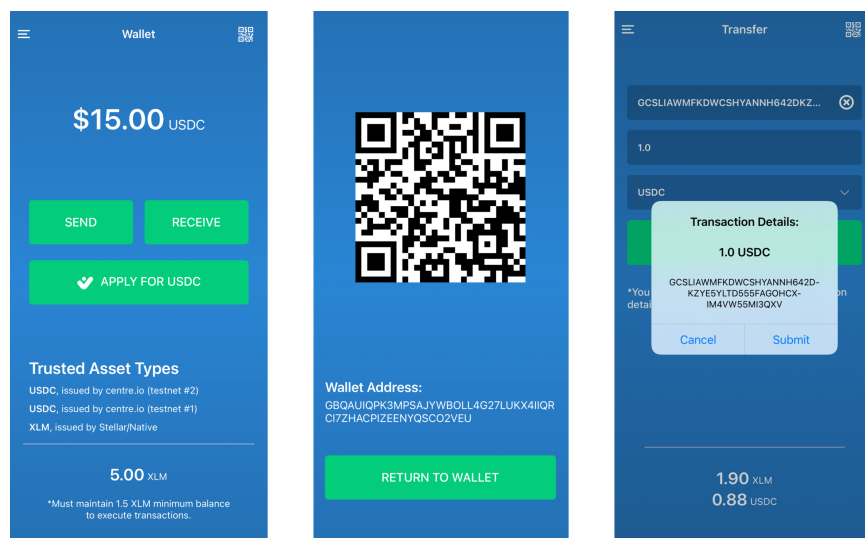 Wallet
$15.00 USDC
SEND
RECEIVE
APPLY FOR USDC
Trusted Asset Types
USDC, issued by centre.io (testnet #2)
USDC, issued by centre.io (testnet #1)
XLM, issued by Stellar/Native
5.00 XLM
*Must maintain 1.5 XLM minimum balance
to execute transactions.
Wallet Address:
GBQAUIQPK3MPSAJYWBOLL4G27LUKX4IIQR
CI7ZHACPIZEENYQSCO2VEU
RETURN TO WALLET
Transfer
GCSLIAWMFKDWCSHYANNH642DKZ...
1.0
USDC
Transaction Details:
1.0 USDC
GCSLIAWMFKDWCSHYANNH642D-
KZYE5YLTD555FAGOHCX-
IM4VW55MI3QXV
Cancel
Submit
*You
on
detai
1.90 XLM
0.88 USDC